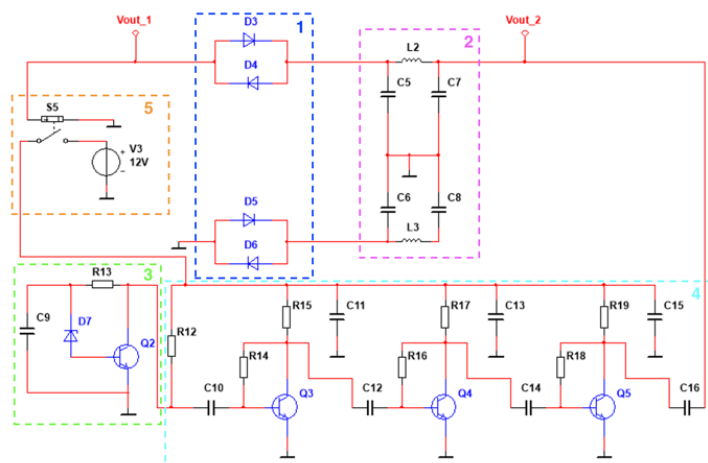 Vout_1
D3
1
2
Vout_2
D4
L2
C5
C7
5
S5
V3
12V
+
−
D5
C6
C8
D6
L3
3
R13
4
C9
D7
Q2
R12
R15
C11
R17
C13
R19
C15
R14
R16
R18
C10
Q3
C12
Q4
C14
Q5
C16